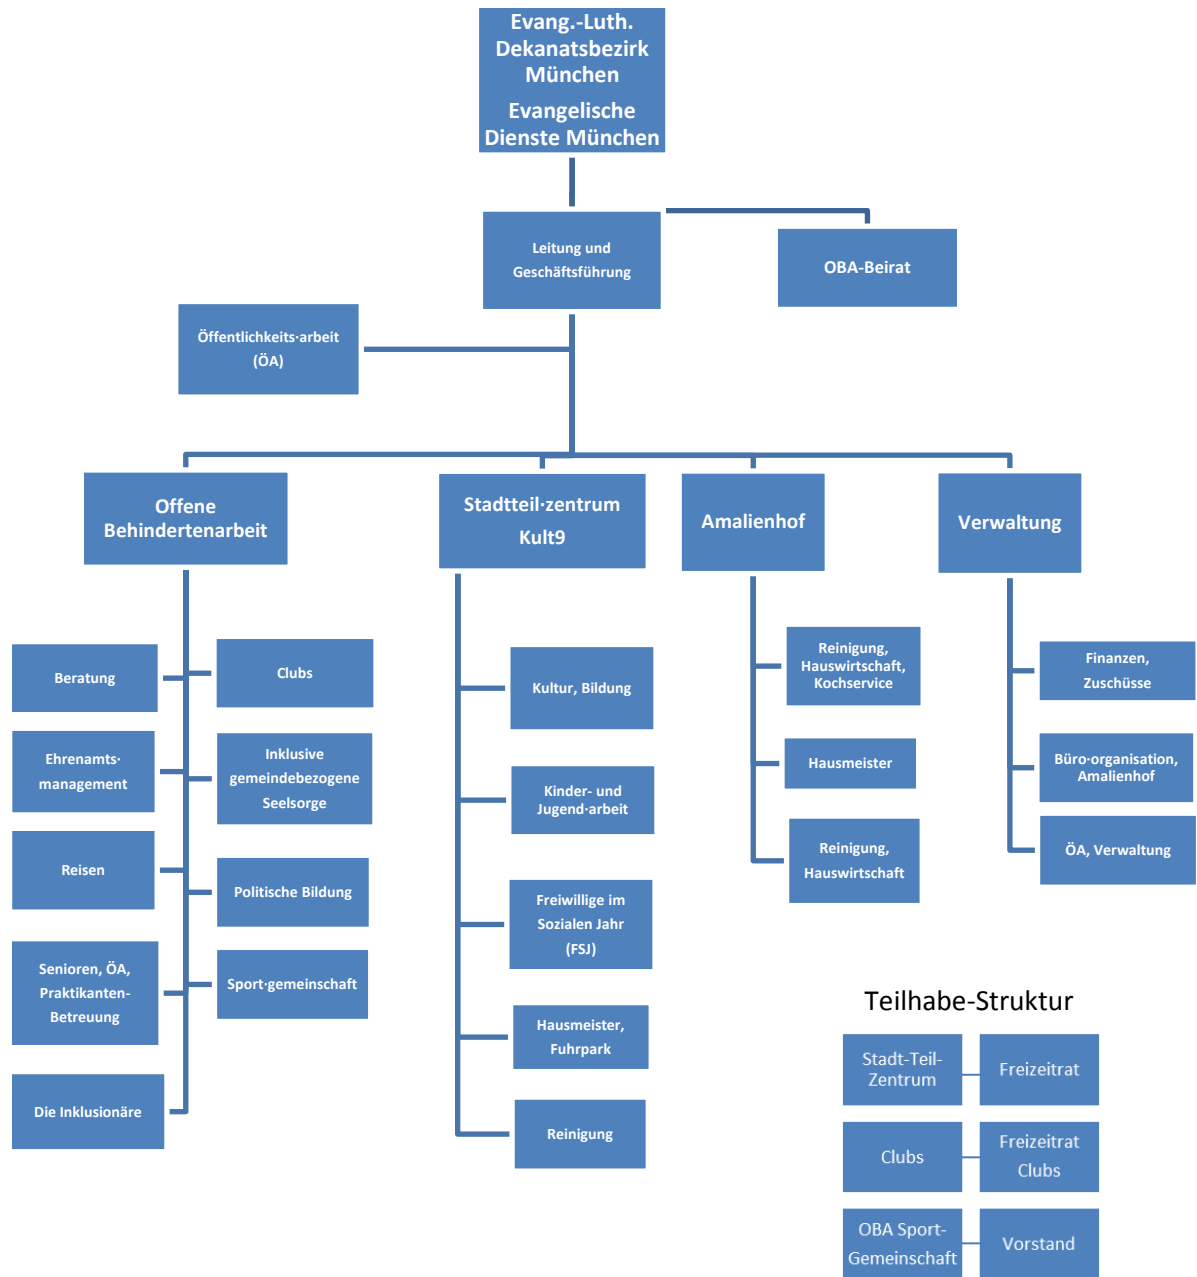 Evang.-Luth.
Dekanatsbezirk
München
Evangelische
Dienste München
Leitung und
Geschäftsführung
OBA-Beirat
Öffentlichkeits·arbeit
(ÖA)
Offene
Behindertenarbeit
Stadtteil·zentrum
Kult9
Amalienhof
Verwaltung
Beratung
Clubs
Ehrenamts·
management
Inklusive
gemeindebezogene
Seelsorge
Reisen
Politische Bildung
Senioren, ÖA,
Praktikanten-
Betreuung
Sport·gemeinschaft
Die Inklusionäre
Kultur, Bildung
Kinder- und
Jugend·arbeit
Freiwillige im
Sozialen Jahr
(FSJ)
Hausmeister,
Fuhrpark
Reinigung
Reinigung,
Hauswirtschaft,
Kochservice
Hausmeister
Reinigung,
Hauswirtschaft
Finanzen,
Zuschüsse
Büro·organisation,
Amalienhof
ÖA, Verwaltung
Teilhabe-Struktur
Stadt-Teil-
Zentrum
Freizeitrat
Clubs
Freizeitrat
Clubs
OBA Sport-
Gemeinschaft
Vorstand